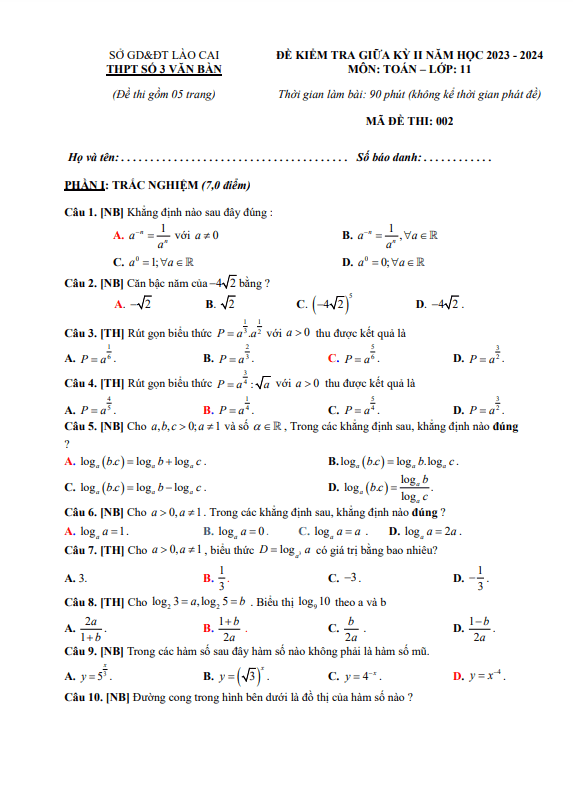 SỞ GD&ĐT LÀO CAI
THPT SỐ 3 VĂN BÀN
(Đề thi gồm 05 trang)
ĐỀ KIỂM TRA GIỮA KỲ II NĂM HỌC 2023 - 2024
MÔN: TOÁN – LỚP: 11
Thời gian làm bài: 90 phút (không kể thời gian phát đề)
MÃ ĐỀ THI: 002
Họ và tên: . . . . . . . . . . . . . . . . . . . . . . . . . . . . . . . . . . . . . Số báo danh: . . . . . . . . . . . .
PHẦN I: TRẮC NGHIỆM (7,0 điểm)
Câu 1. [NB] Khẳng định nào sau đây đúng :
A. $a^{-n} = \frac{1}{a^n}$ với $a \neq 0$ B. $a^{-n} = \frac{1}{a^n}, \forall a \in \mathbb{R}$
C. $a^0 = 1; \forall a \in \mathbb{R}$ D. $a^0 = 0; \forall a \in \mathbb{R}$
Câu 2. [NB] Căn bậc năm của $-4\sqrt{2}$ bằng ?
A. $-\sqrt{2}$ B. $\sqrt{2}$ C. $\left(-4\sqrt{2}\right)^5$ D. $-4\sqrt{2}$ .
Câu 3. [TH] Rút gọn biểu thức $P = a^{\frac{1}{3}}.a^{\frac{1}{2}}$ với $a > 0$ thu được kết quả là
A. $P = a^{\frac{1}{6}}$ . B. $P = a^{\frac{2}{3}}$ . C. $P = a^{\frac{5}{6}}$ . D. $P = a^{\frac{3}{2}}$ .
Câu 4. [TH] Rút gọn biểu thức $P = a^{\frac{3}{4}} : \sqrt{a}$ với $a > 0$ thu được kết quả là
A. $P = a^{\frac{4}{5}}$ . B. $P = a^{\frac{1}{4}}$ . C. $P = a^{\frac{5}{4}}$ . D. $P = a^{\frac{3}{2}}$ .
Câu 5. [NB] Cho $a, b, c > 0; a \neq 1$ và số $\alpha \in \mathbb{R}$ , Trong các khẳng định sau, khẳng định nào đúng
?
A. $\log_a (b.c) = \log_a b + \log_a c$ . B. $\log_a (b.c) = \log_a b.\log_a c$ .
C. $\log_a (b.c) = \log_a b - \log_a c$ . D. $\log_a (b.c) = \frac{\log_a b}{\log_a c}$ .
Câu 6. [NB] Cho $a > 0, a \neq 1$ . Trong các khẳng định sau, khẳng định nào đúng ?
A. $\log_a a = 1$ . B. $\log_a a = 0$ . C. $\log_a a = a$ . D. $\log_a a = 2a$ .
Câu 7. [TH] Cho $a > 0, a \neq 1$ , biểu thức $D = \log_{a^3} a$ có giá trị bằng bao nhiêu?
A. 3. B. $\frac{1}{3}$ . C. $-3$ . D. $-\frac{1}{3}$ .
Câu 8. [TH] Cho $\log_2 3 = a, \log_2 5 = b$ . Biểu thị $\log_9 10$ theo a và b
A. $\frac{2a}{1+b}$ . B. $\frac{1+b}{2a}$ . C. $\frac{b}{2a}$ . D. $\frac{1-b}{2a}$ .
Câu 9. [NB] Trong các hàm số sau đây hàm số nào không phải là hàm số mũ.
A. $y = 5^{\frac{x}{3}}$ . B. $y = \left(\sqrt{3}\right)^x$ . C. $y = 4^{-x}$ . D. $y = x^{-4}$ .
Câu 10. [NB] Đường cong trong hình bên dưới là đồ thị của hàm số nào ?